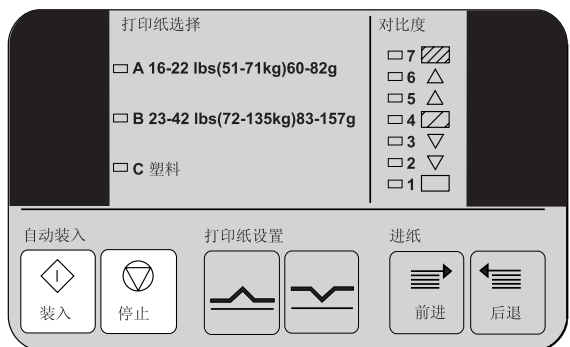 打印纸选择
A 16-22 lbs(51-71kg)60-82g
B 23-42 lbs(72-135kg)83-157g
C 塑料
对比度
7
6
5
4
3
2
1
自动装入
装入
停止
打印纸设置
进纸
前进
后退